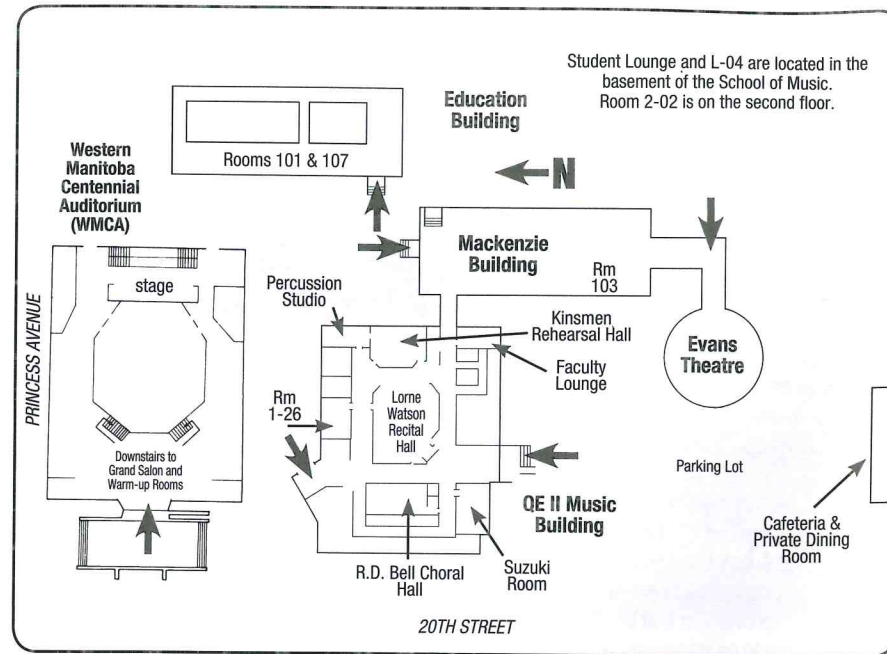 Student Lounge and L-04 are located in the
basement of the School of Music.
Room 2-02 is on the second floor.
Education
Building
Rooms 101 & 107
Western
Manitoba
Centennial
Auditorium
(WMCA)
N
Mackenzie
Building
Rm
103
stage
Percussion
Studio
Kinsmen
Rehearsal Hall
Faculty
Lounge
Evans
Theatre
PRINCESS AVENUE
Rm
1-26
Lorne
Watson
Recital
Hall
Downstairs to
Grand Salon and
Warm-up Rooms
Parking Lot
QE II Music
Building
Cafeteria &
Private Dining
Room
R.D. Bell Choral
Hall
Suzuki
Room
20TH STREET